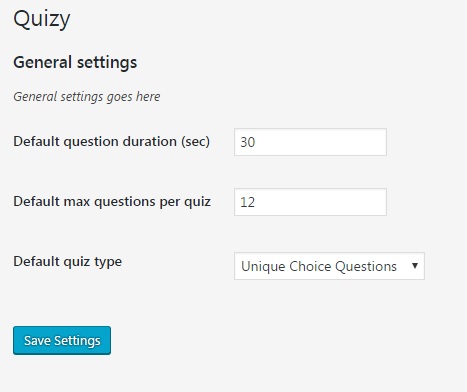 Quizy
General settings
General settings goes here
Default question duration (sec)
30
Default max questions per quiz
12
Default quiz type
Unique Choice Questions
Save Settings